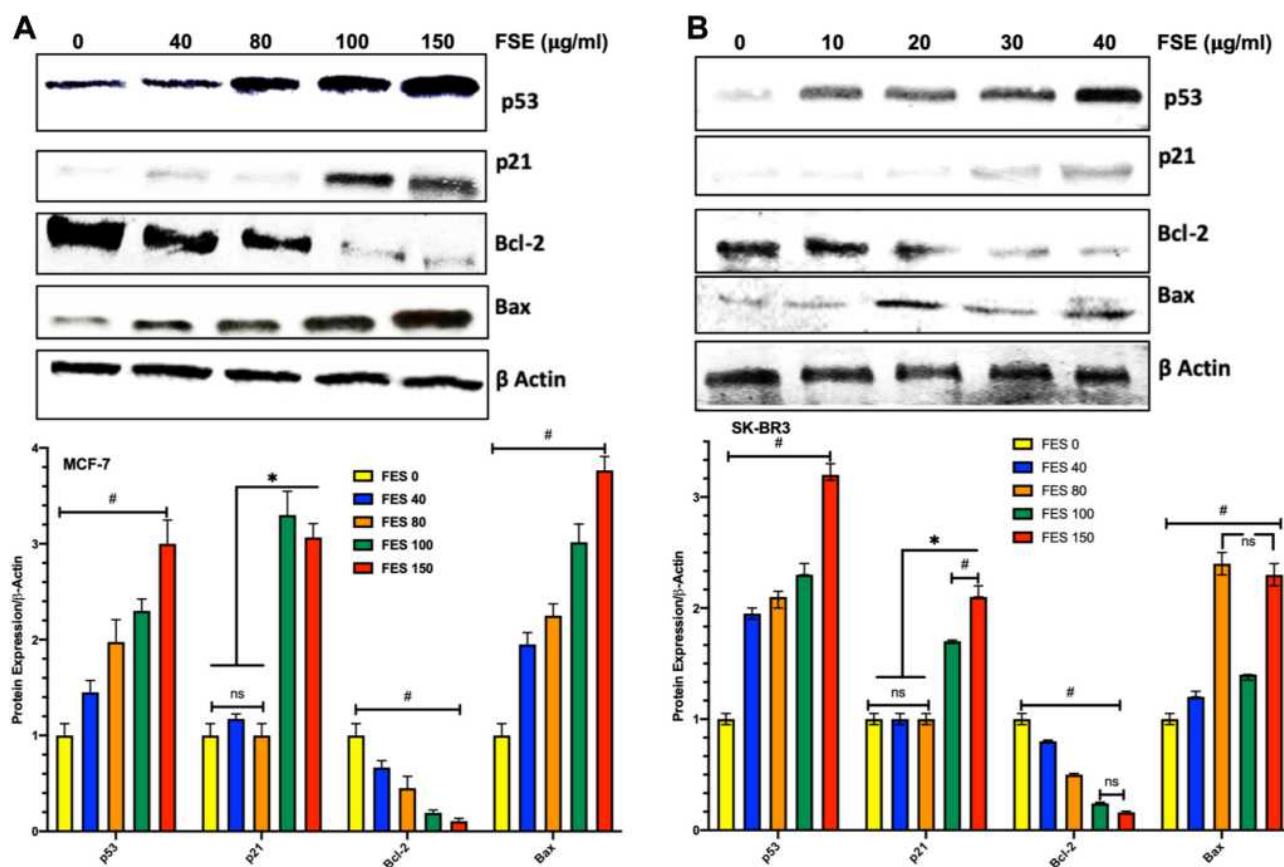 A
0 40 80 100 150 FSE (μg/ml)
p53
p21
Bcl-2
Bax
β Actin
MCF-7
Protein Expression/β-Actin
4
3
2
1
0
#
*
ns
#
#
FES 0
FES 40
FES 80
FES 100
FES 150
p53 p21 Bcl-2 Bax
B
0 10 20 30 40 FSE (μg/ml)
p53
p21
Bcl-2
Bax
β Actin
SK-BR3
Protein Expression/β-Actin
3
2
1
0
#
*
#
ns
#
ns
#
ns
FES 0
FES 40
FES 80
FES 100
FES 150
p53 p21 Bcl-2 Bax